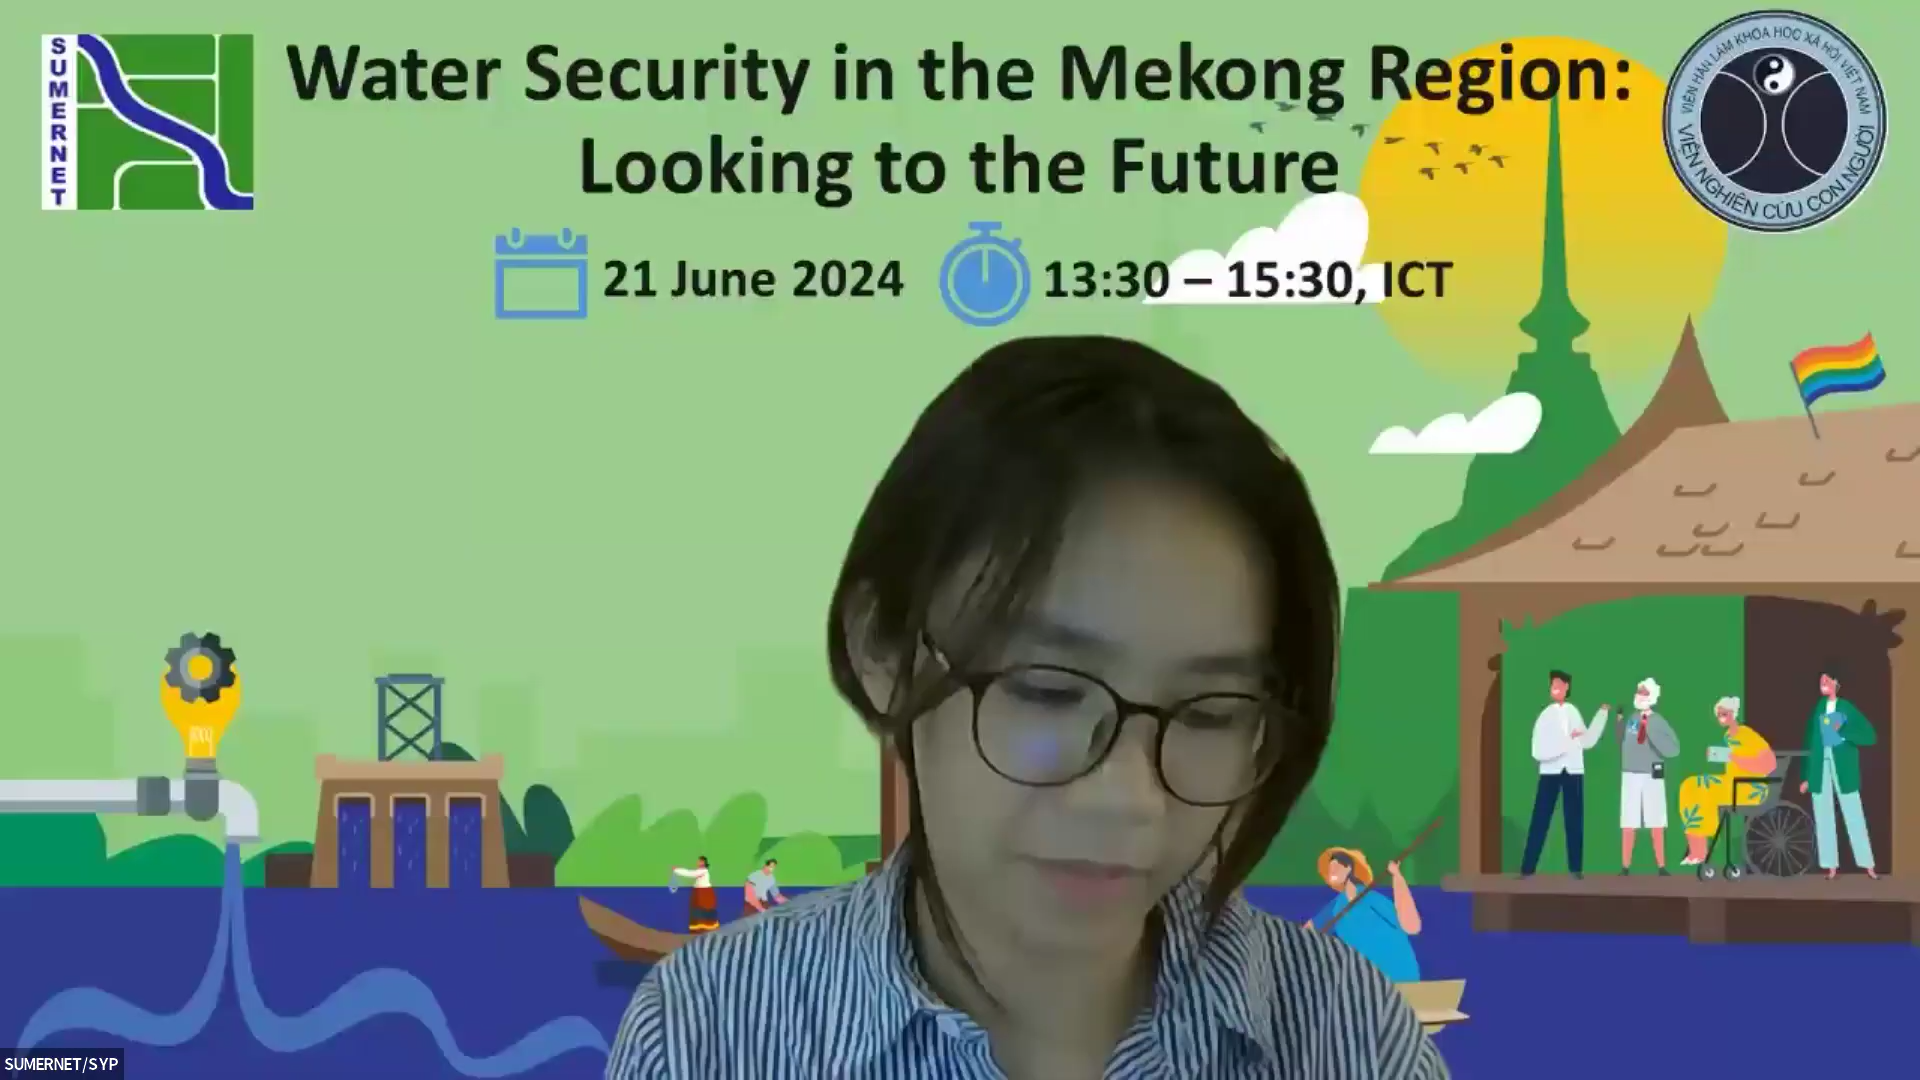 SUMERNET
Water Security in the Mekong Region:
Looking to the Future
21 June 2024
13:30 – 15:30, ICT
VIỆN HÀN LÂM KHOA HỌC XÃ HỘI VIỆT NAM
VIỆN NGHIÊN CỨU CON NGƯỜI
SUMERNET/SYP